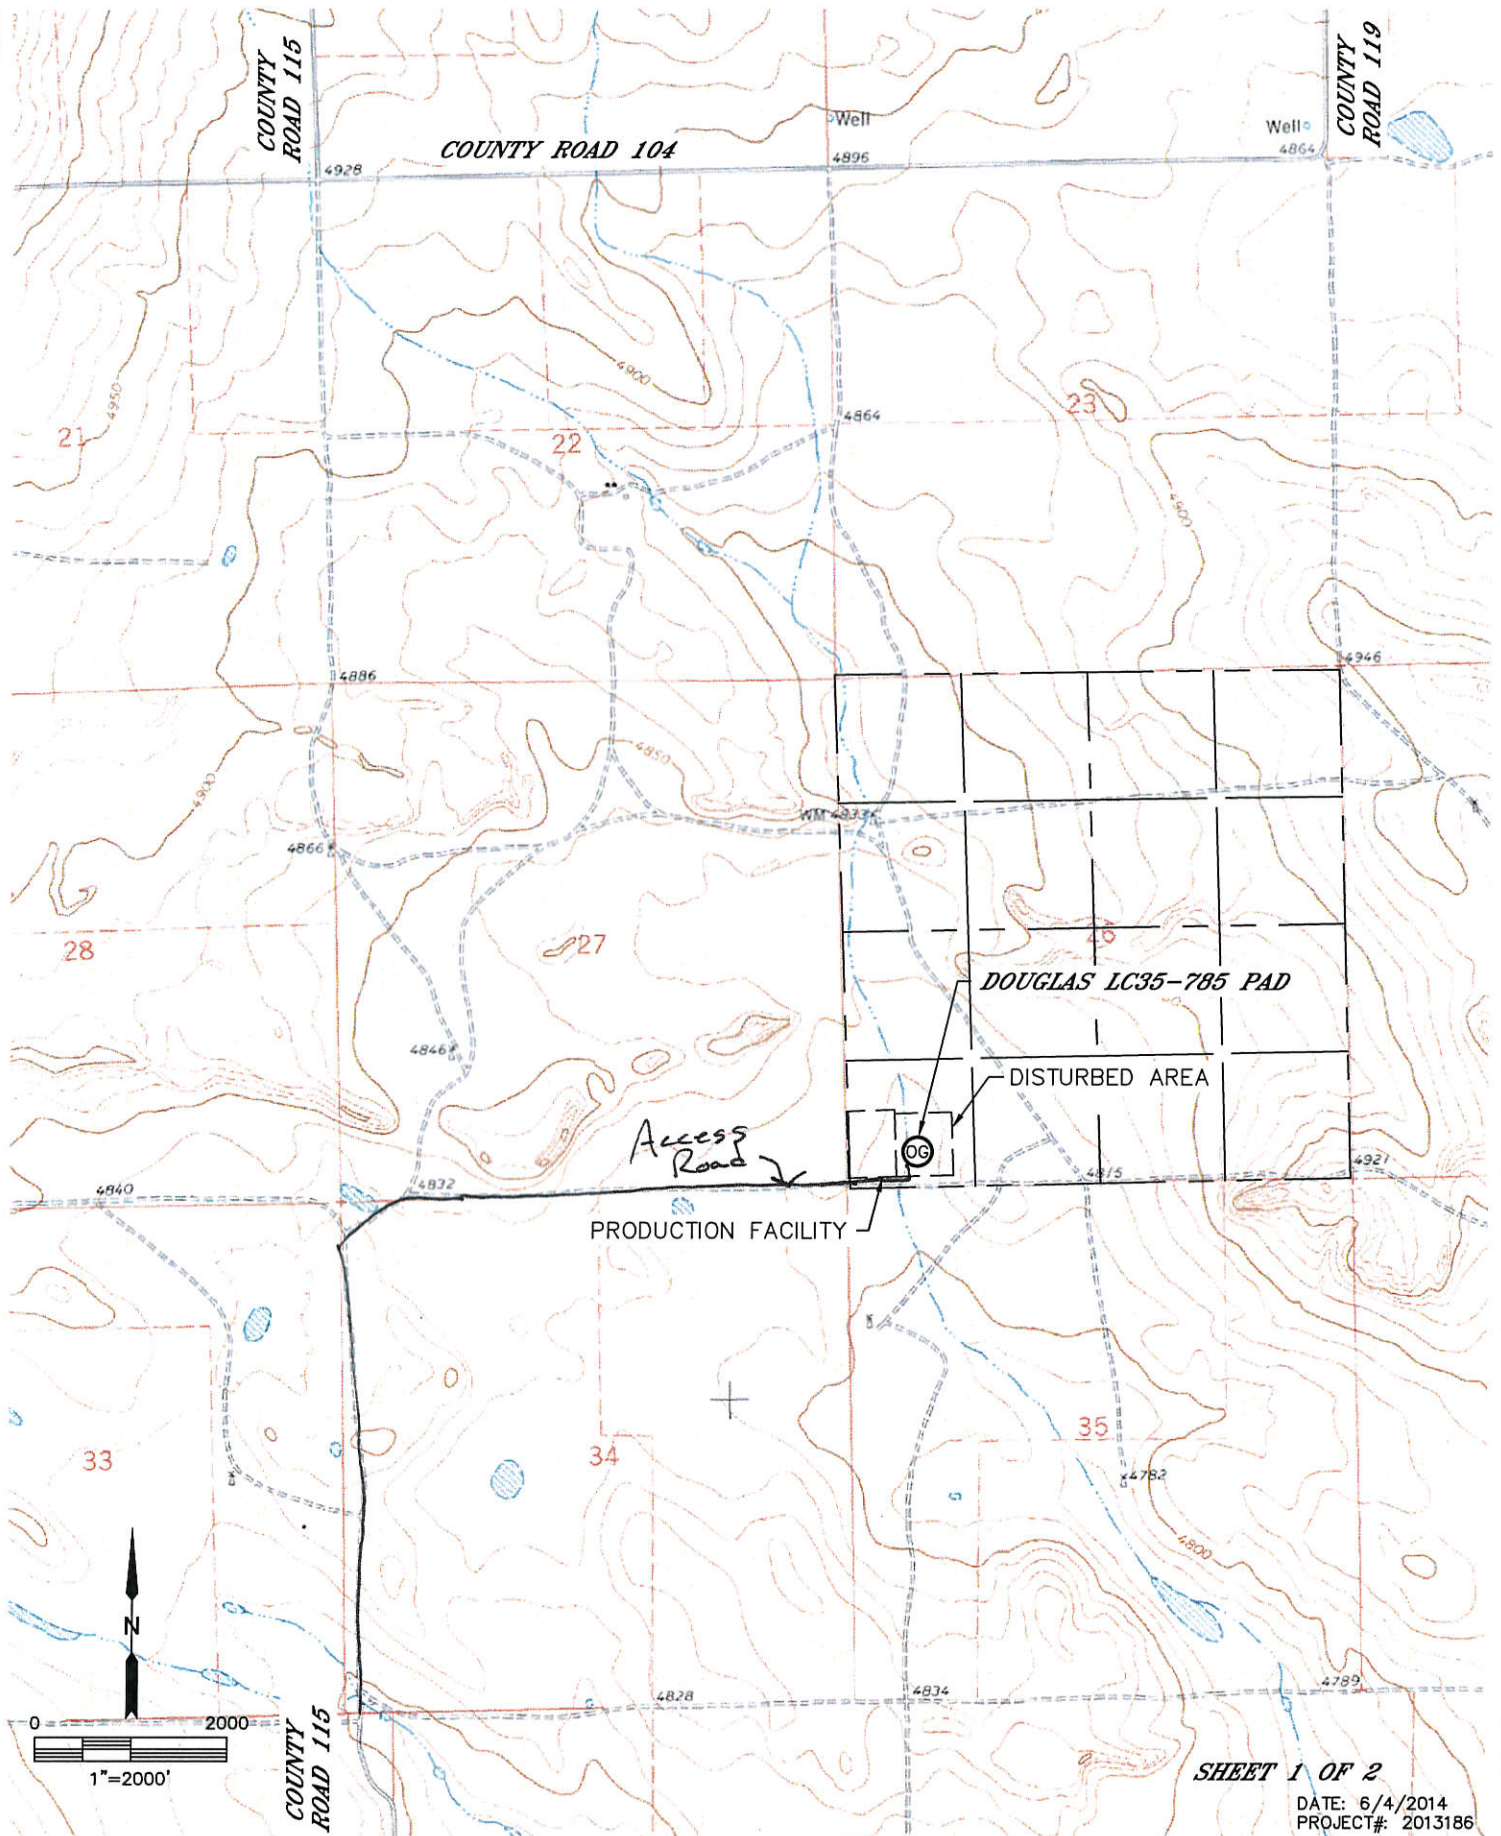 COUNTY
ROAD 115
COUNTY
ROAD 119
Well
Well
COUNTY ROAD 104
4928
4896
4864
4950
4900
4864
21
22
23
4900
4886
4946
4850
4900
WM 4833
4866
28
27
26
DOUGLAS LC35-785 PAD
4846
DISTURBED AREA
Access
Road
OG
4840
4832
4815
4921
PRODUCTION FACILITY
33
34
35
4782
4800
N
4828
4834
4789
0 2000
1"=2000'
COUNTY
ROAD 115
SHEET 1 OF 2
DATE: 6/4/2014
PROJECT#: 2013186